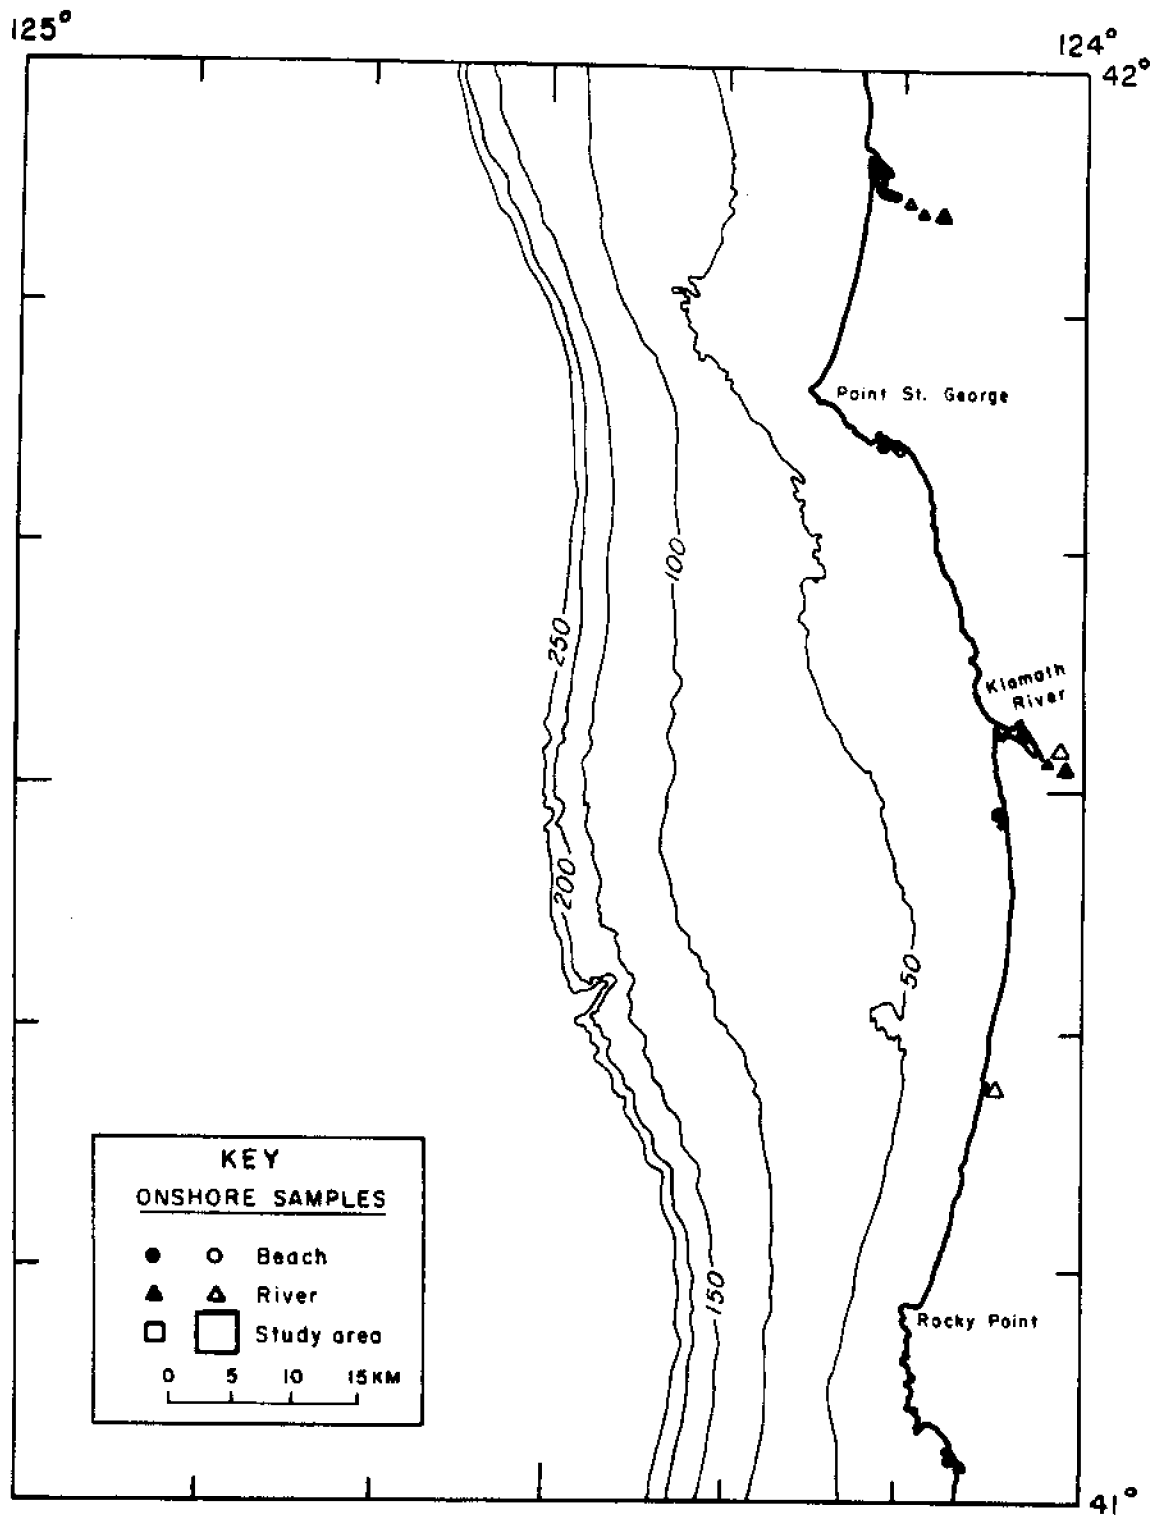 125°
124°
42°
Point St. George
100
250
Klamath
River
200
50
KEY
ONSHORE SAMPLES
Beach
River
Study area
0 5 10 15 KM
150
Rocky Point
41°